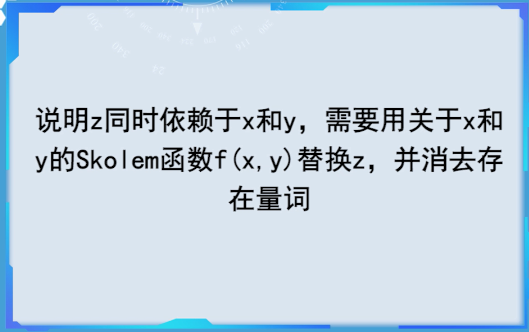 说明z同时依赖于x和y，需要用关于x和
y的Skolem函数f(x,y)替换z，并消去存
在量词